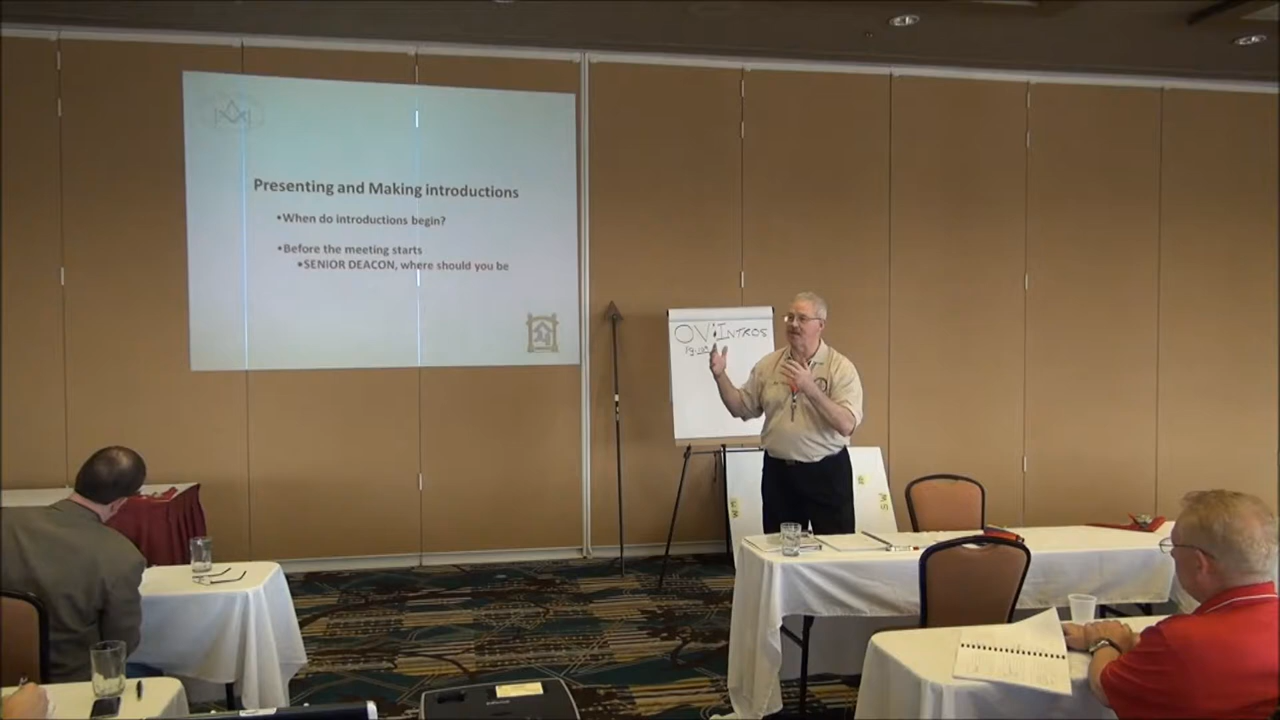 Presenting and Making introductions
•When do introductions begin?
•Before the meeting starts
•SENIOR DEACON, where should you be
OV INTROS